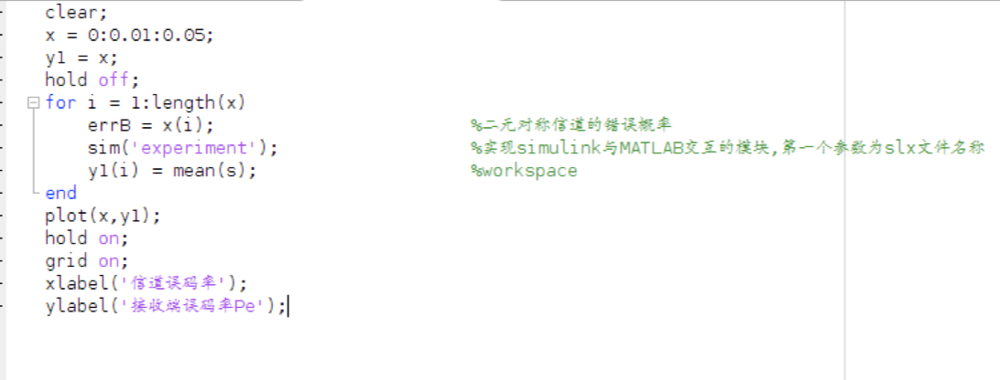 clear;
x = 0:0.01:0.05;
y1 = x;
hold off;
for i = 1:length(x)
errB = x(i); %二元对称信道的错误概率
sim('experiment'); %实现simulink与MATLAB交互的模块,第一个参数为slx文件名称
y1(i) = mean(s); %workspace
end
plot(x,y1);
hold on;
grid on;
xlabel('信道误码率');
ylabel('接收端误码率Pe');